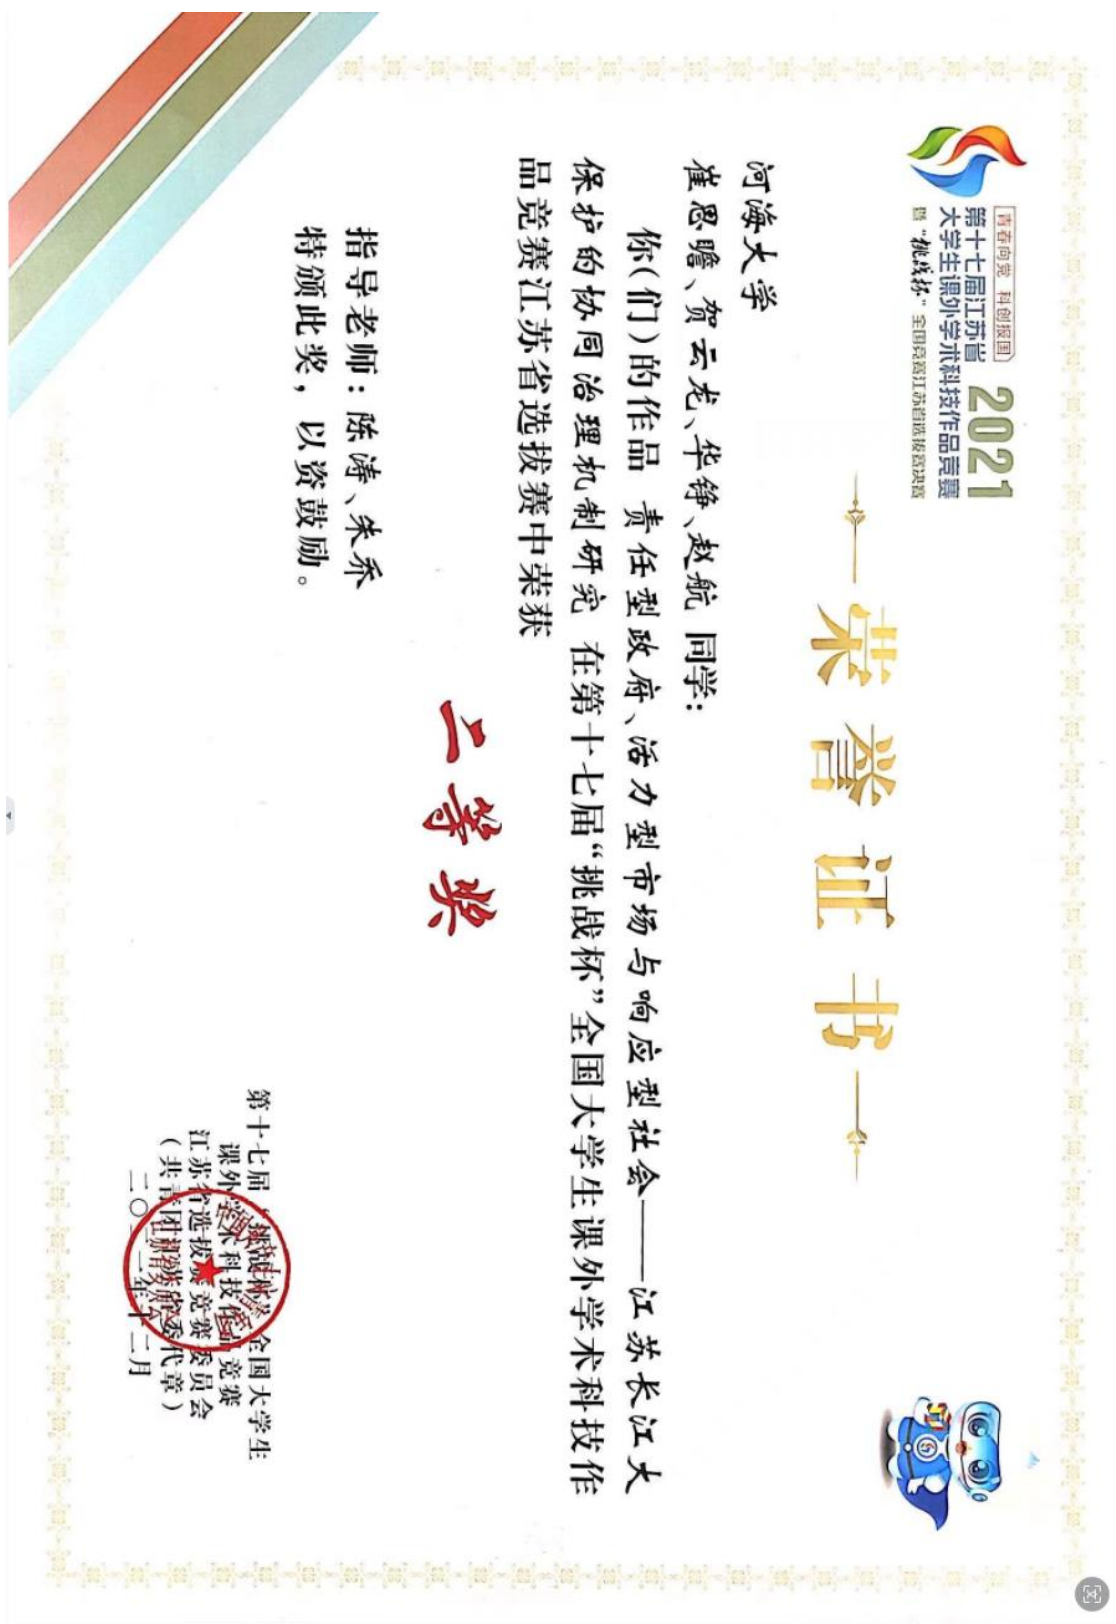 青春向党 科创报国
第十七届江苏省
大学生课外学术科技作品竞赛
暨“挑战杯”全国竞赛江苏省选拔赛决赛
2021
荣誉证书
河海大学
崔思瞻、贺云龙、华铮、赵航 同学:
你(们)的作品 责任型政府、活力型市场与响应型社会——江苏长江大
保护的协同治理机制研究 在第十七届“挑战杯”全国大学生课外学术科技作
品竞赛江苏省选拔赛中荣获
二等奖
指导老师:陈涛、朱乔
特颁此奖,以资鼓励。
第十七届“挑战杯”全国大学生
课外学术科技作品竞赛
江苏省选拔赛竞赛委员会
(共青团江苏省委代章)
二〇二一年十二月